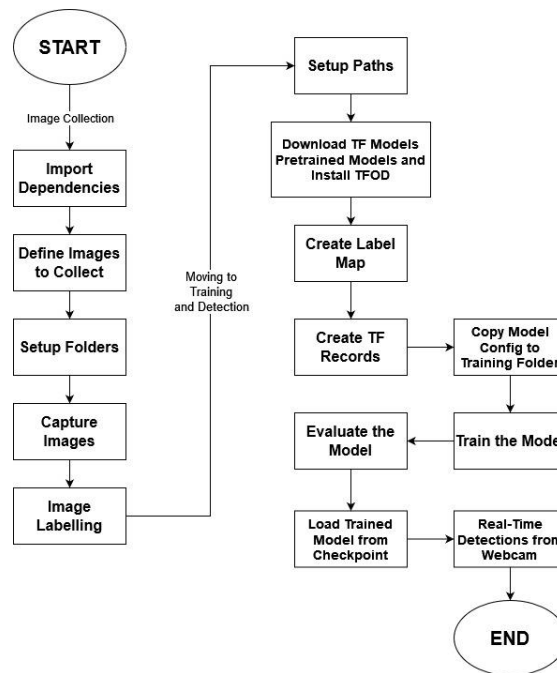 START
Image Collection
Import
Dependencies
Define Images
to Collect
Setup Folders
Capture
Images
Image
Labelling
Moving to
Training
and Detection
Setup Paths
Download TF Models
Pretrained Models and
Install TFOD
Create Label
Map
Create TF
Records
Copy Model
Config to
Training Folder
Train the Model
Evaluate the
Model
Load Trained
Model from
Checkpoint
Real-Time
Detections from
Webcam
END